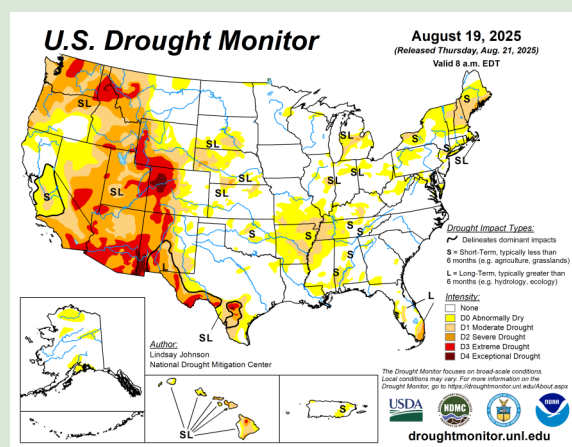 U.S. Drought Monitor
August 19, 2025
(Released Thursday, Aug. 21, 2025)
Valid 8 a.m. EDT
SL
SL
SL
S
SL
S
SL
SL
SL
SL
S
SL
S
S
S
S
S
S
L
L
SL
Drought Impact Types:
Delineates dominant impacts
S = Short-Term, typically less than
6 months (e.g. agriculture, grasslands)
L = Long-Term, typically greater than
6 months (e.g. hydrology, ecology)
Intensity:
None
D0 Abnormally Dry
D1 Moderate Drought
D2 Severe Drought
D3 Extreme Drought
D4 Exceptional Drought
Author:
Lindsay Johnson
National Drought Mitigation Center
The Drought Monitor focuses on broad-scale conditions.
Local conditions may vary. For more information on the
Drought Monitor, go to https://droughtmonitor.unl.edu/About.aspx
SL
S
USDA
NDMC
NOAA
droughtmonitor.unl.edu